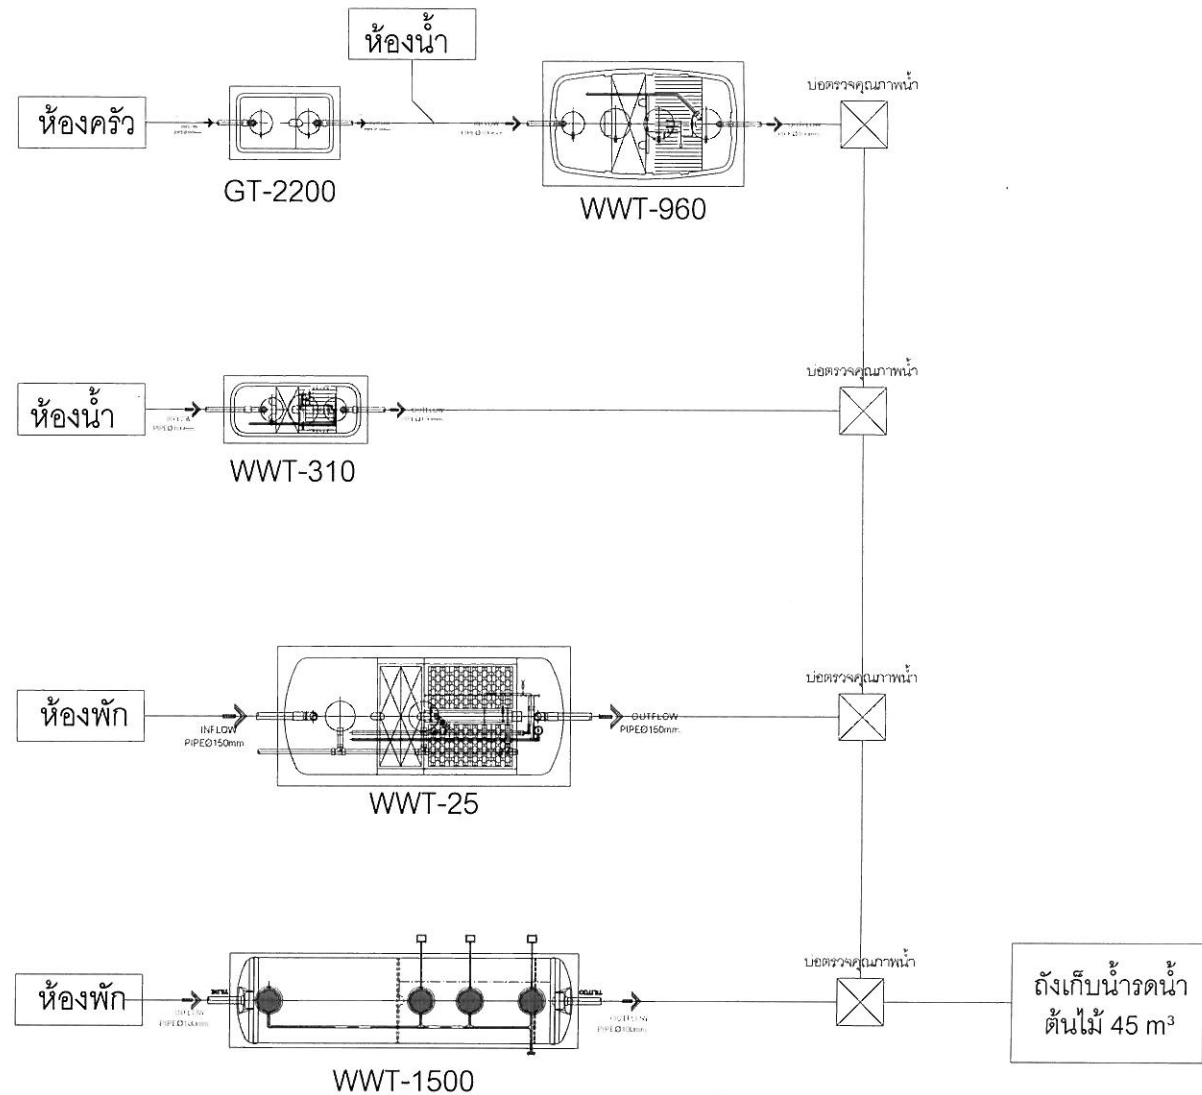 ห้องน้ำ
ห้องครัว
บ่อตรวจคุณภาพน้ำ
GT-2200
WWT-960
บ่อตรวจคุณภาพน้ำ
ห้องน้ำ
OUTFLOW
WWT-310
บ่อตรวจคุณภาพน้ำ
ห้องพัก
INFLOW
PIPEØ150mm
OUTFLOW
PIPEØ150mm.
WWT-25
บ่อตรวจคุณภาพน้ำ
ห้องพัก
INFLOW
OUTFLOW
ถังเก็บน้ำรดน้ำ
ต้นไม้ 45 m³
WWT-1500